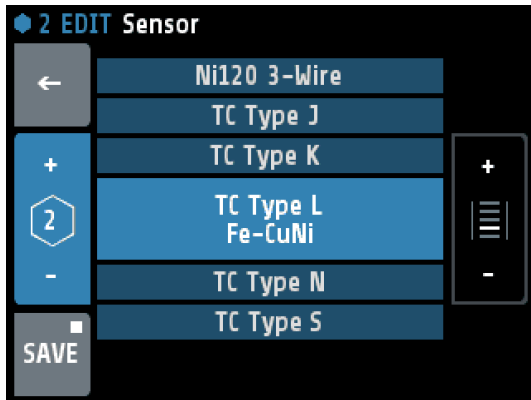 2 EDIT Sensor
←
Ni120 3-Wire
TC Type J
TC Type K
+
2
-
TC Type L
Fe-CuNi
+
-
TC Type N
TC Type S
SAVE